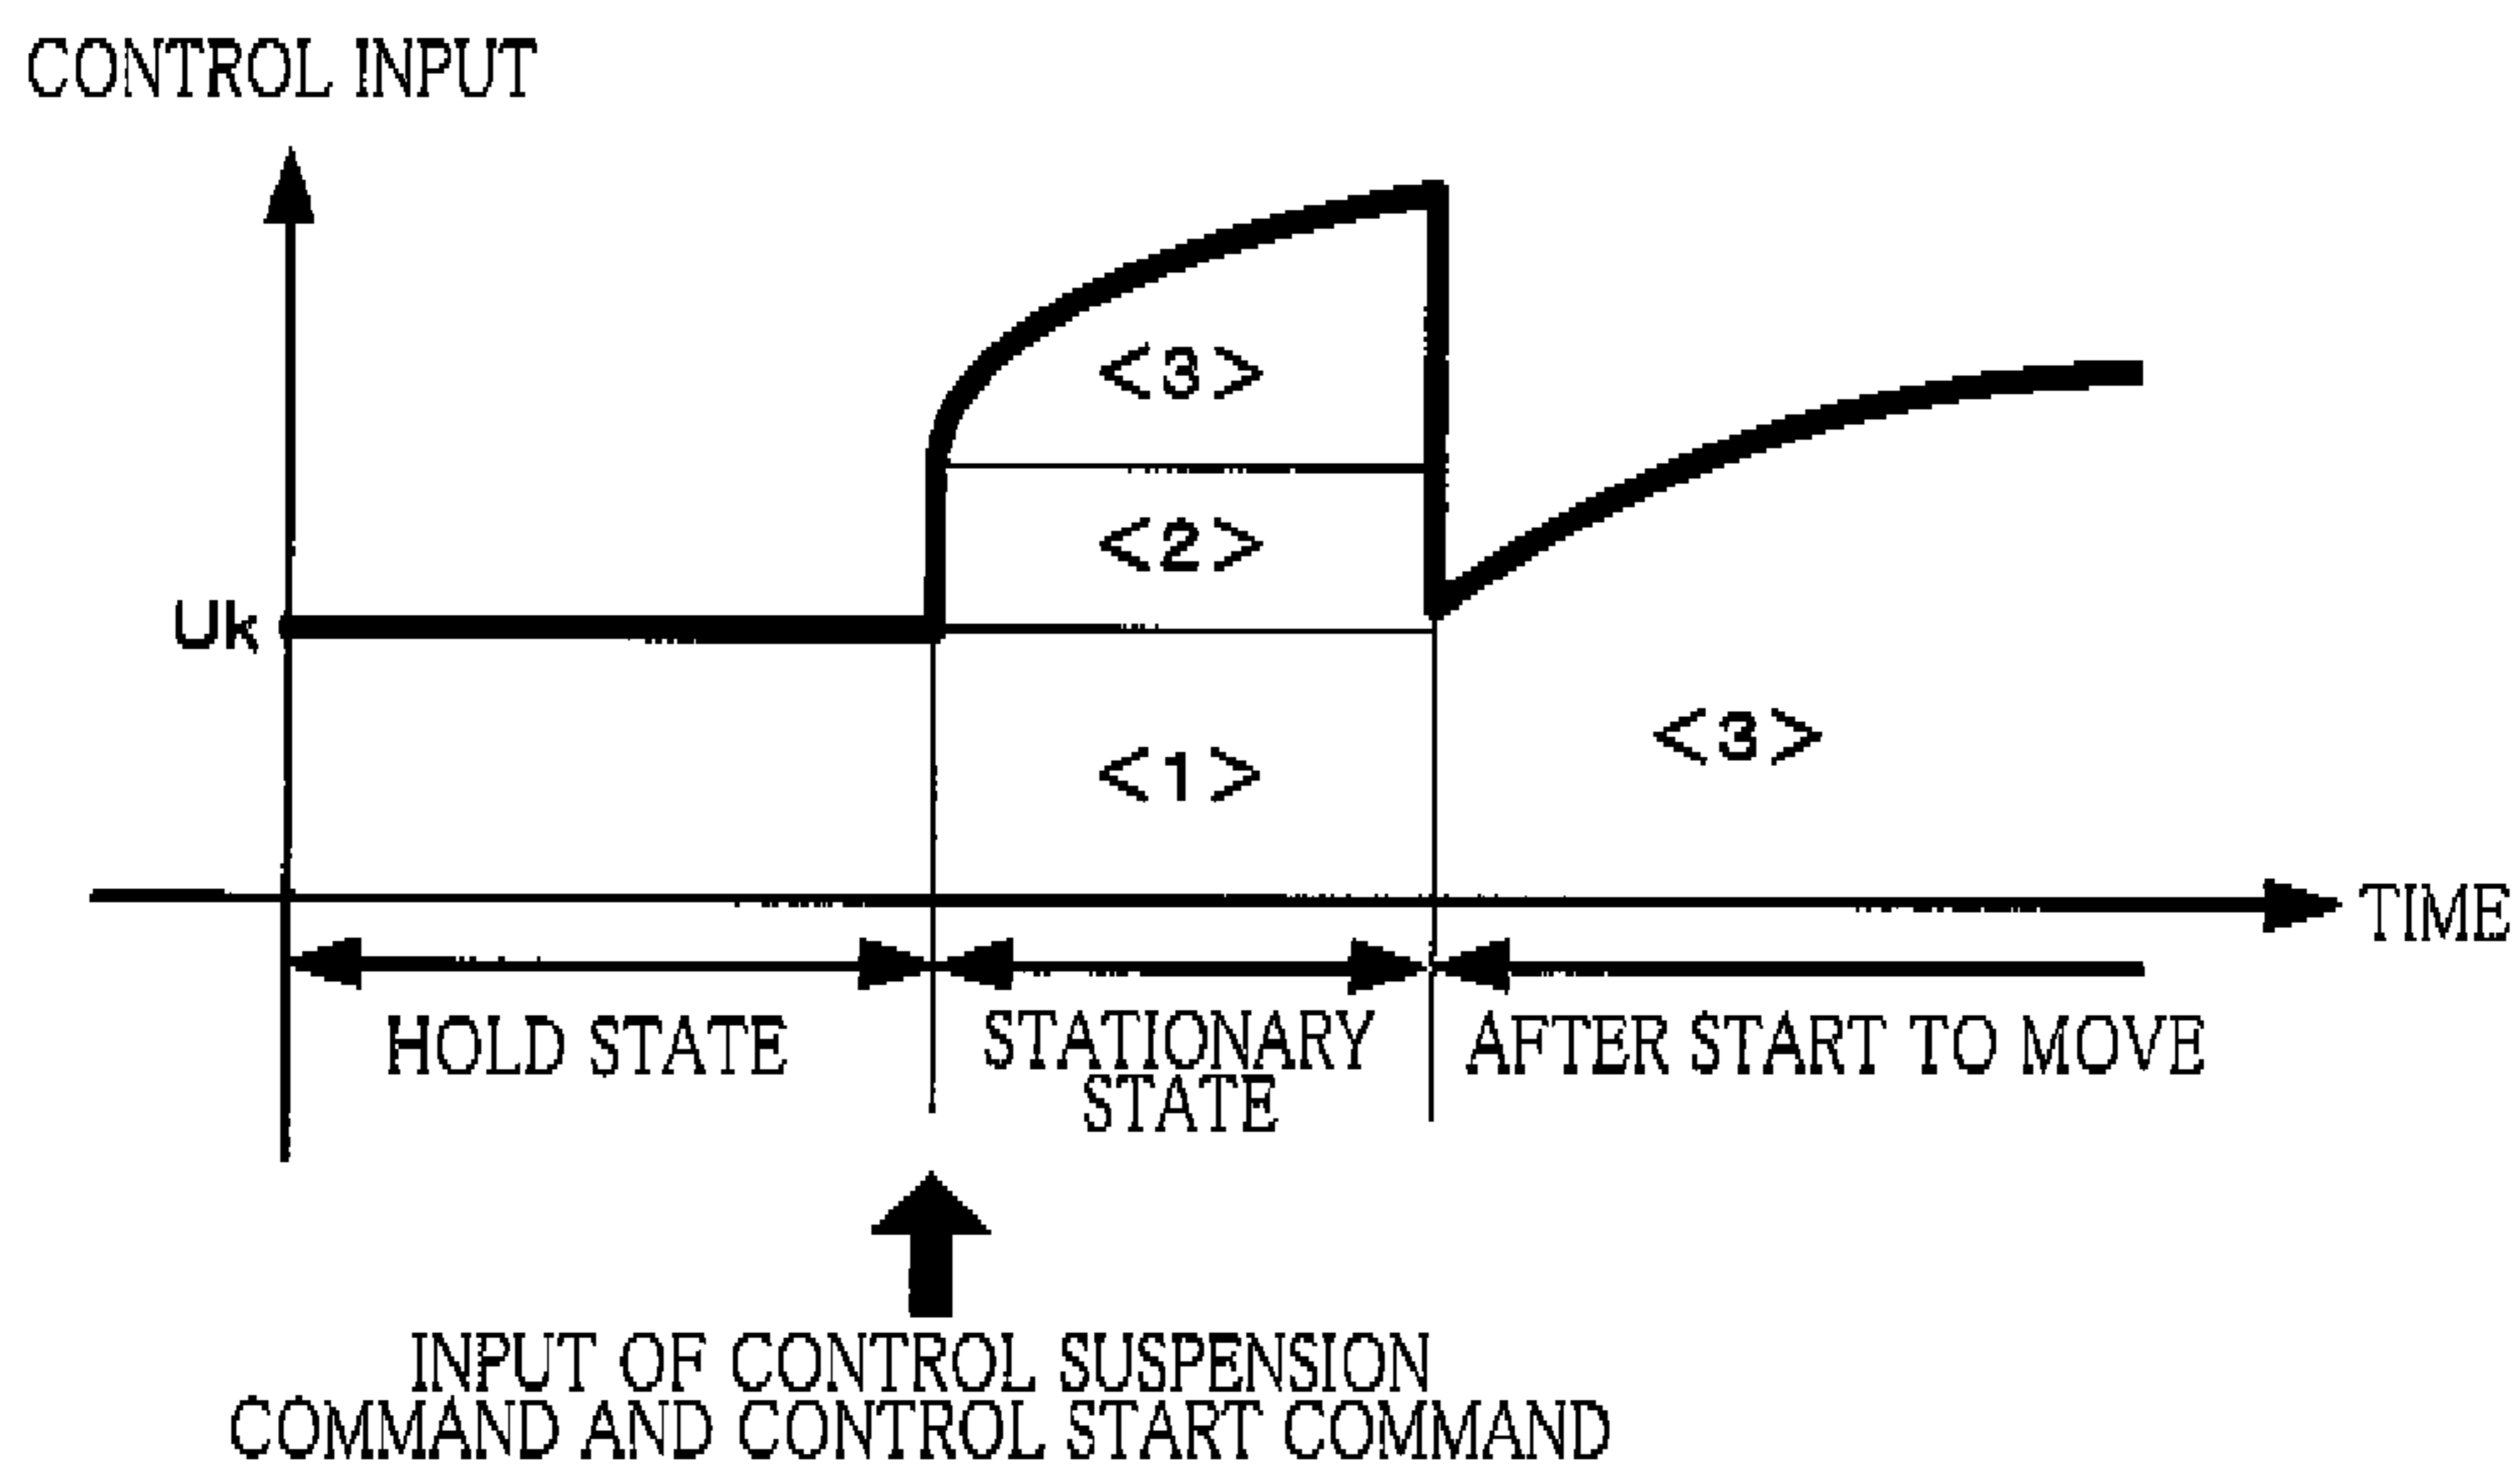 CONTROL INPUT
<3>
<2>
Uk
<3>
<1>
TIME
HOLD STATE
STATIONARY
STATE
AFTER START TO MOVE
INPUT OF CONTROL SUSPENSION
COMMAND AND CONTROL START COMMAND